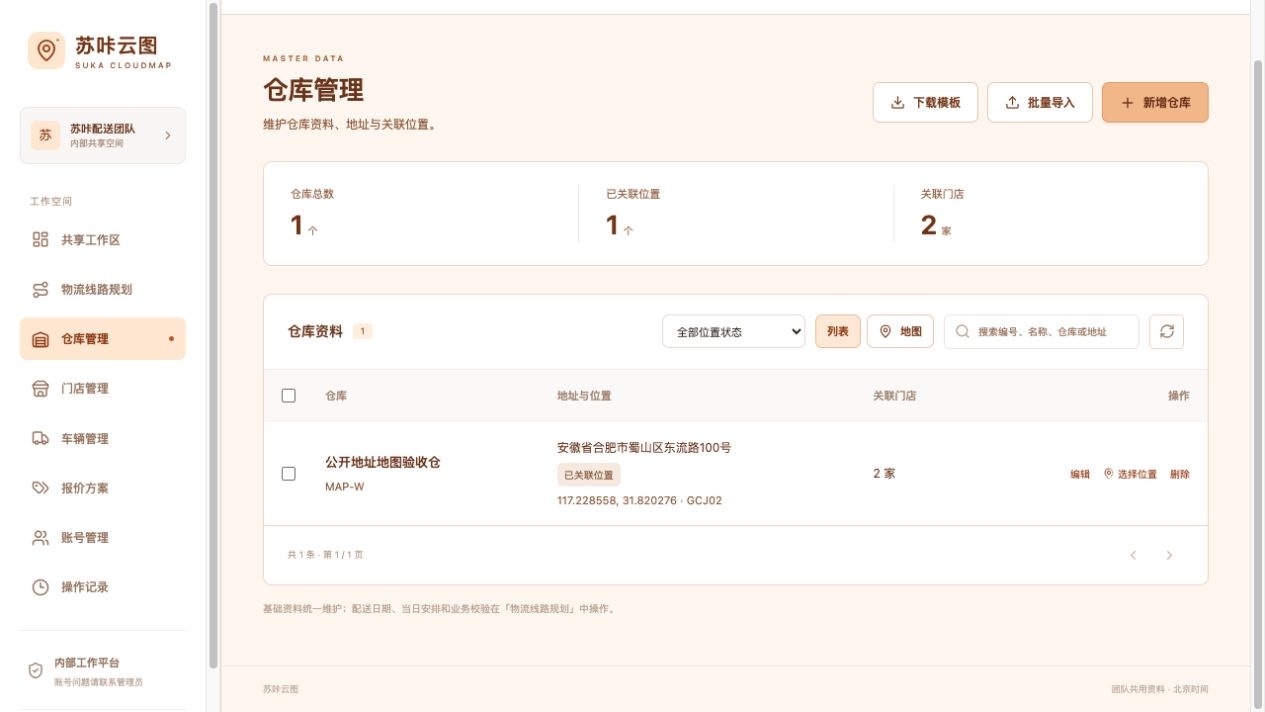 苏咔云图
SUKA CLOUDMAP
苏
苏咔配送团队
内部共享空间
工作空间
共享工作区
物流线路规划
仓库管理
门店管理
车辆管理
报价方案
账号管理
操作记录
内部工作平台
账号问题请联系管理员
MASTER DATA
仓库管理
维护仓库资料、地址与关联位置。
下载模板
批量导入
新增仓库
仓库总数
1 个
已关联位置
1 个
关联门店
2 家
仓库资料 1
全部位置状态
列表
地图
搜索编号、名称、仓库或地址
仓库 地址与位置 关联门店 操作
公开地址地图验收仓
MAP-W
安徽省合肥市蜀山区东流路100号
已关联位置
117.228558, 31.820276 · GCJ02
2 家
编辑 选择位置 删除
共 1 条 · 第 1 / 1 页
基础资料统一维护；配送日期、当日安排和业务校验在「物流线路规划」中操作。
苏咔云图
团队共用资料 · 北京时间